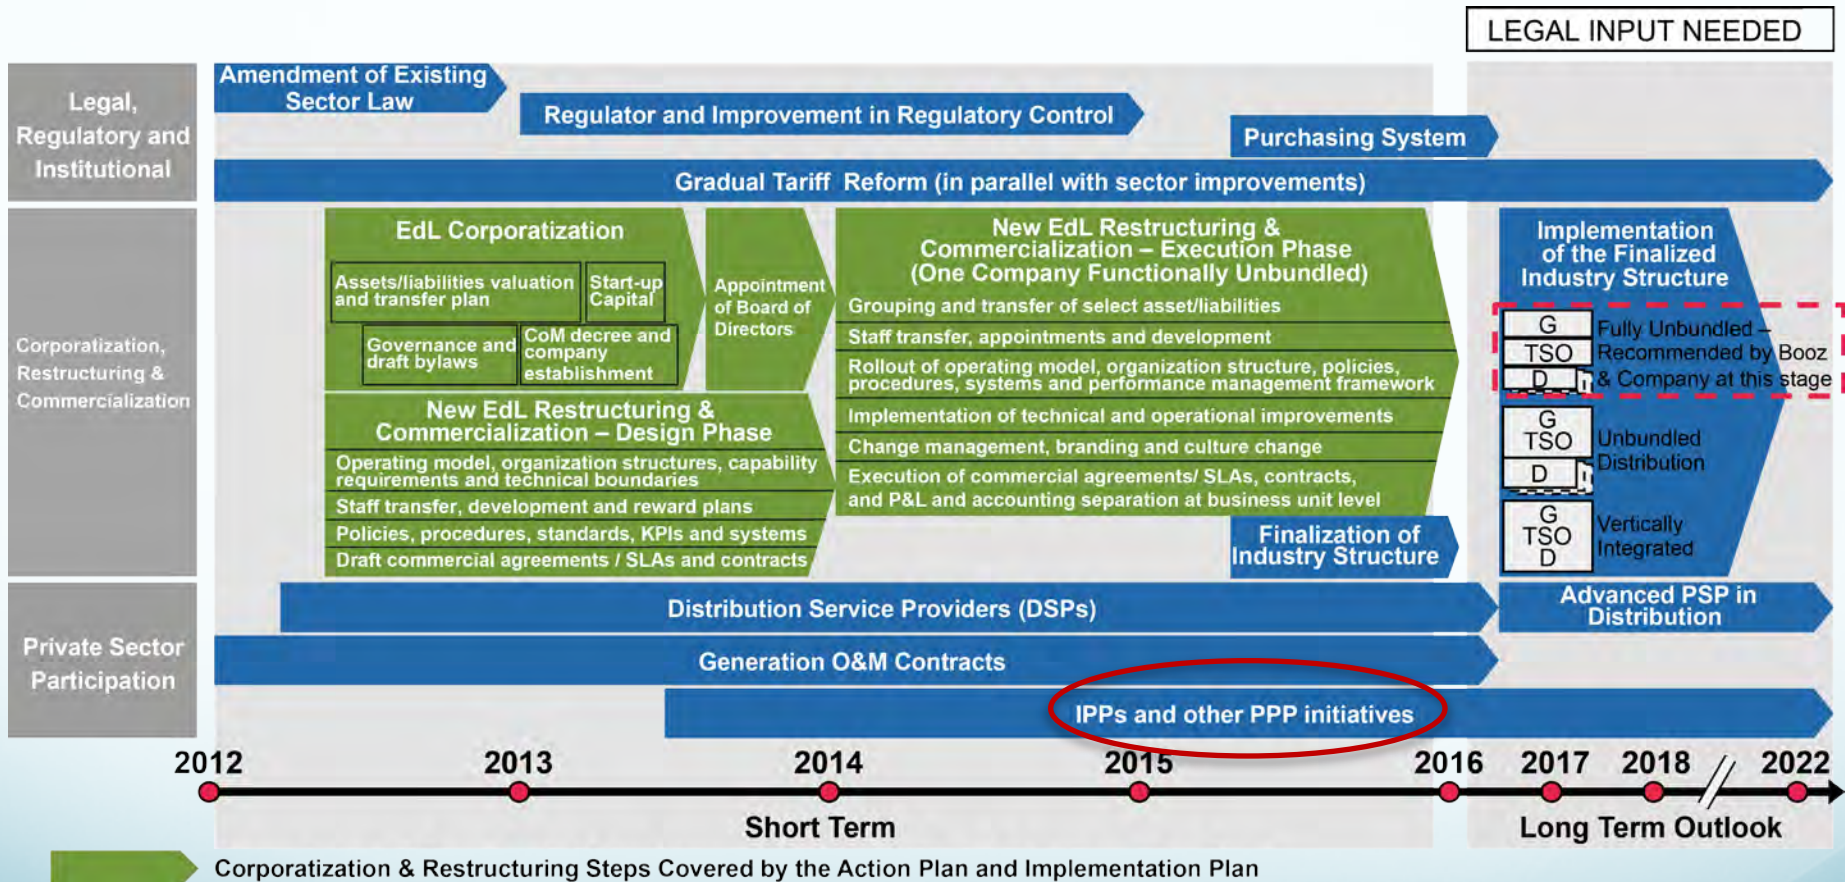 LEGAL INPUT NEEDED
Legal,
Regulatory and
Institutional
Amendment of Existing
Sector Law
Regulator and Improvement in Regulatory Control
Purchasing System
Gradual Tariff Reform (in parallel with sector improvements)
Corporatization,
Restructuring &
Commercialization
EdL Corporatization
Assets/liabilities valuation
and transfer plan
Start-up
Capital
Governance and
draft bylaws
CoM decree and
company
establishment
Appointment
of Board of
Directors
New EdL Restructuring &
Commercialization – Design Phase
Operating model, organization structures, capability
requirements and technical boundaries
Staff transfer, development and reward plans
Policies, procedures, standards, KPIs and systems
Draft commercial agreements / SLAs and contracts
New EdL Restructuring &
Commercialization – Execution Phase
(One Company Functionally Unbundled)
Grouping and transfer of select asset/liabilities
Staff transfer, appointments and development
Rollout of operating model, organization structure, policies,
procedures, systems and performance management framework
Implementation of technical and operational improvements
Change management, branding and culture change
Execution of commercial agreements/ SLAs, contracts,
and P&L and accounting separation at business unit level
Finalization of
Industry Structure
Implementation
of the Finalized
Industry Structure
G
TSO
D
Fully Unbundled –
Recommended by Booz
& Company at this stage
G
TSO
D
Unbundled
Distribution
G
TSO
D
Vertically
Integrated
Private Sector
Participation
Distribution Service Providers (DSPs)
Advanced PSP in
Distribution
Generation O&M Contracts
IPPs and other PPP initiatives
2012
2013
2014
2015
2016
2017
2018
2022
Short Term
Long Term Outlook
Corporatization & Restructuring Steps Covered by the Action Plan and Implementation Plan